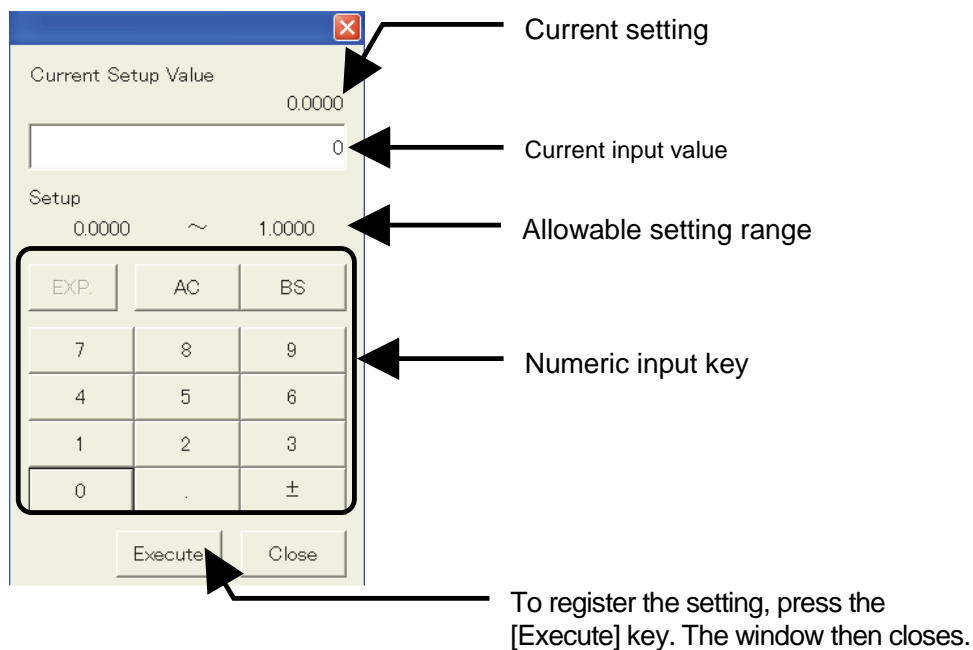 Current setting
Current Setup Value
0.0000
0
Current input value
Setup
0.0000 ～ 1.0000
Allowable setting range
EXP. AC BS
7 8 9
Numeric input key
4 5 6
1 2 3
0 . ±
Execute Close
To register the setting, press the
[Execute] key. The window then closes.